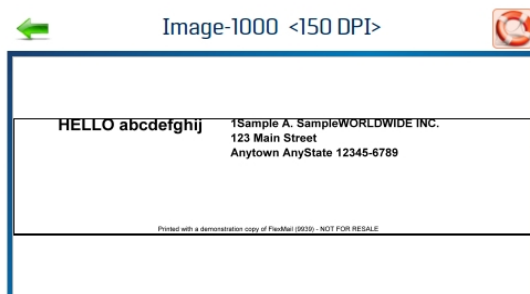 Image-1000 <150 DPI>
HELLO abcdefghij
1Sample A. SampleWORLDWIDE INC.
123 Main Street
Anytown AnyState 12345-6789
Printed with a demonstration copy of FlexMail (9939) - NOT FOR RESALE